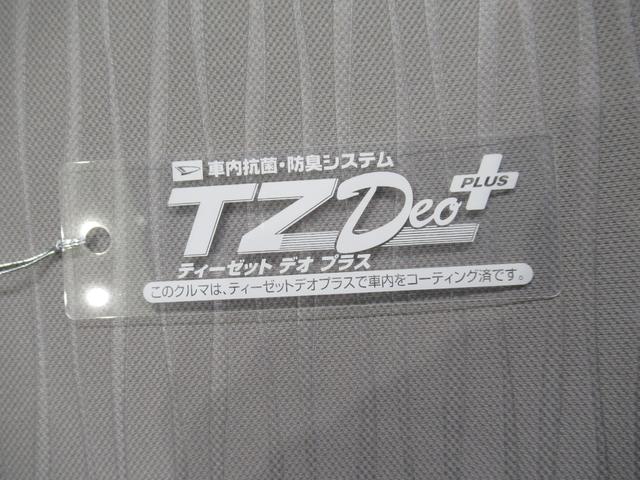 車内抗菌・防臭システム
TZ Deo PLUS
ティーゼット デオ プラス
このクルマは、ティーゼットデオプラスで車内をコーティング済です。